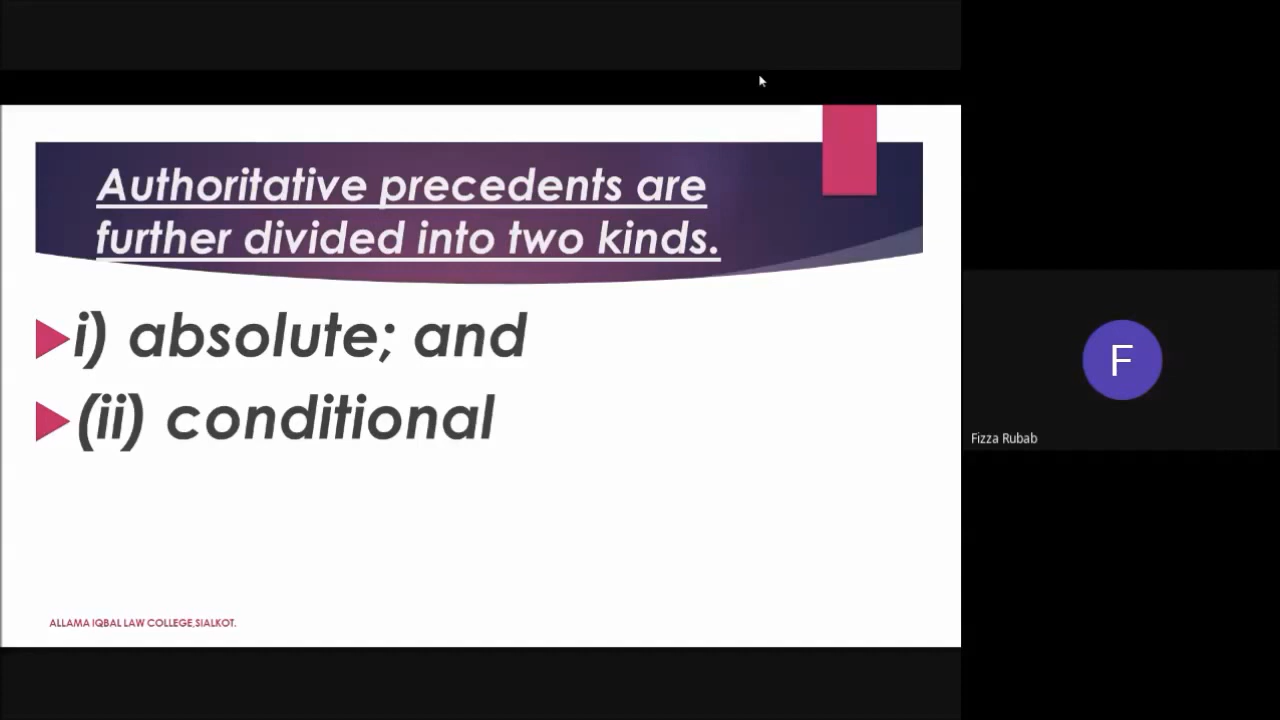 Authoritative precedents are
further divided into two kinds.
i) absolute; and
(ii) conditional
ALLAMA IQBAL LAW COLLEGE,SIALKOT.
F
Fizza Rubab